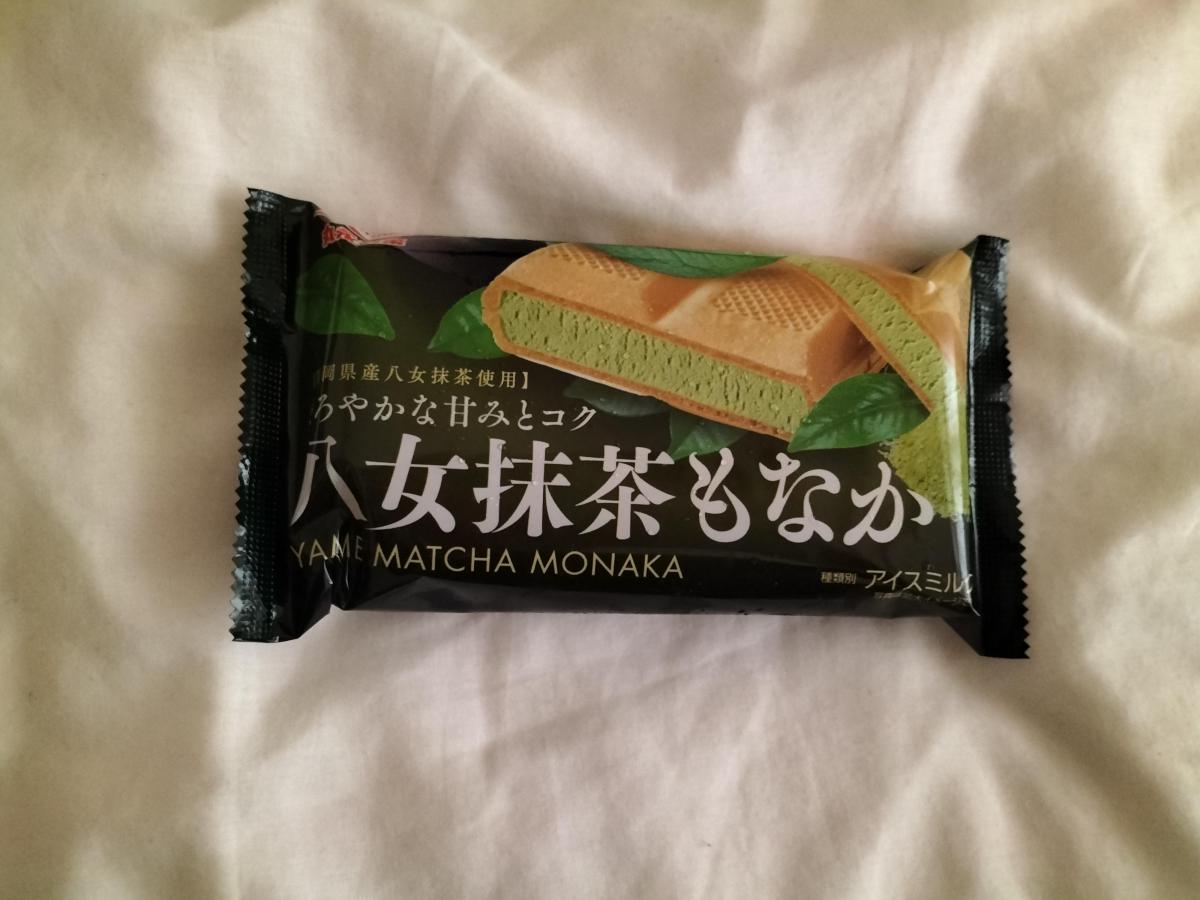 岡県産八女抹茶使用】
ろやかな甘みとコク
八女抹茶もなか
YAME MATCHA MONAKA
種類別 アイスミルク